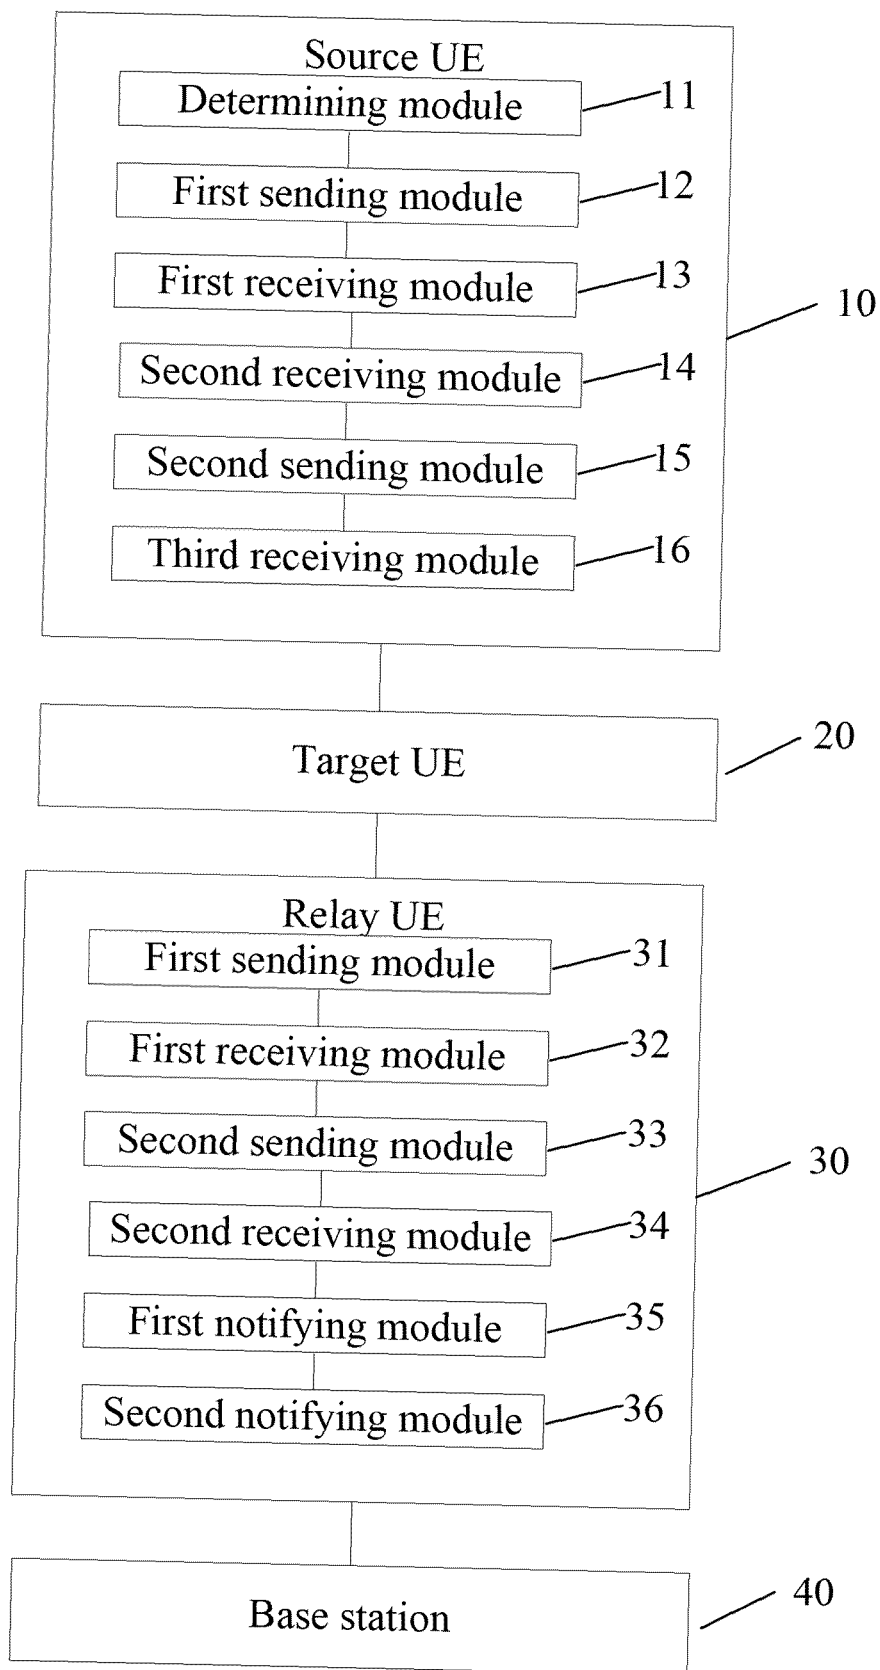 Source UE
Determining module
11
First sending module
12
First receiving module
13
10
Second receiving module
14
Second sending module
15
Third receiving module
16
Target UE
20
Relay UE
First sending module
31
First receiving module
32
Second sending module
33
30
Second receiving module
34
First notifying module
35
Second notifying module
36
Base station
40